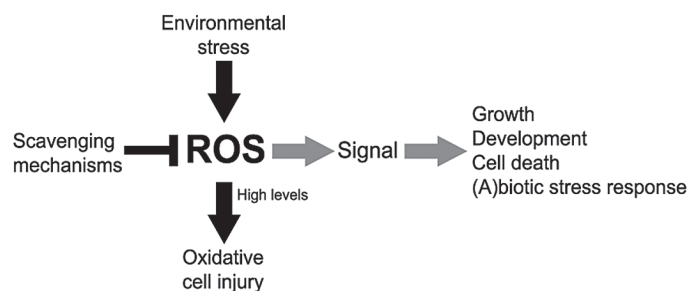 Environmental
stress
Scavenging
mechanisms
ROS
Signal
Growth
Development
Cell death
(A)biotic stress response
High levels
Oxidative
cell injury